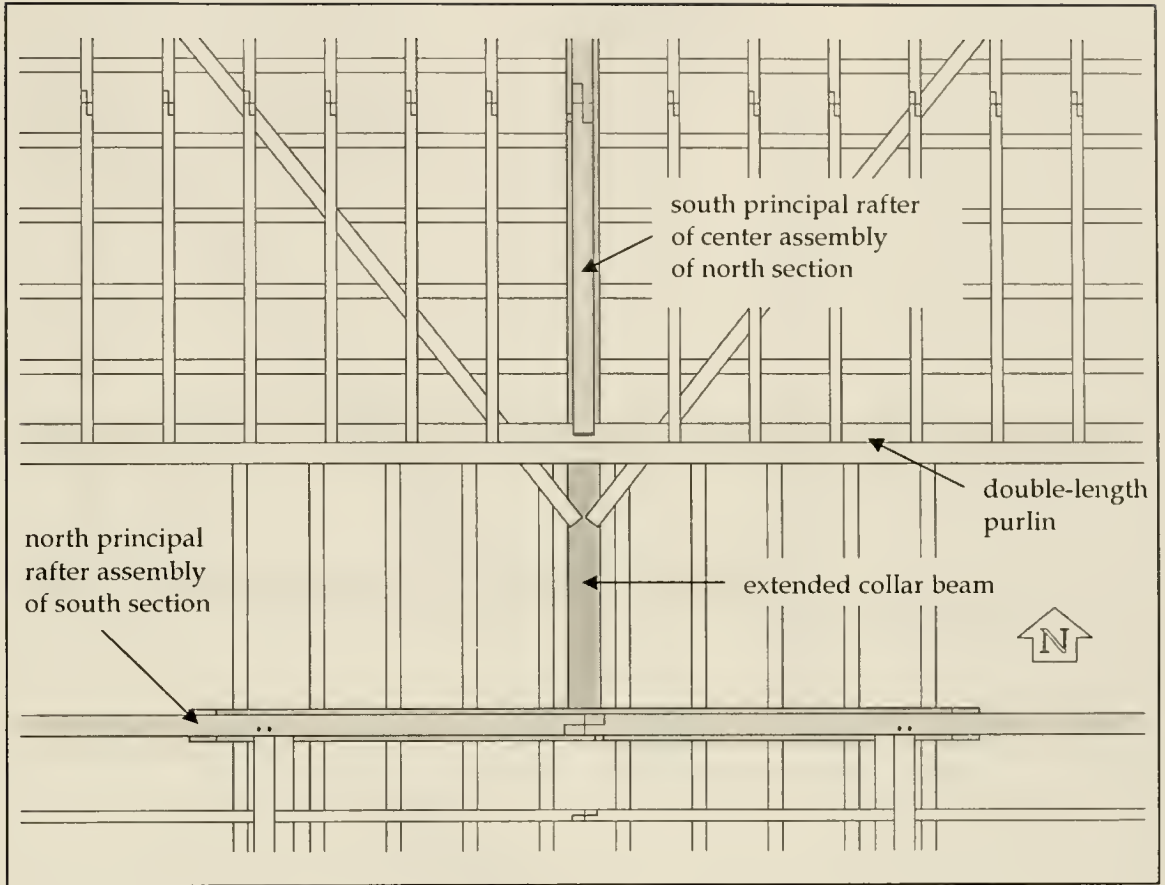 south principal rafter
of center assembly
of north section
double-length
purlin
north principal
rafter assembly
of south section
extended collar beam
N